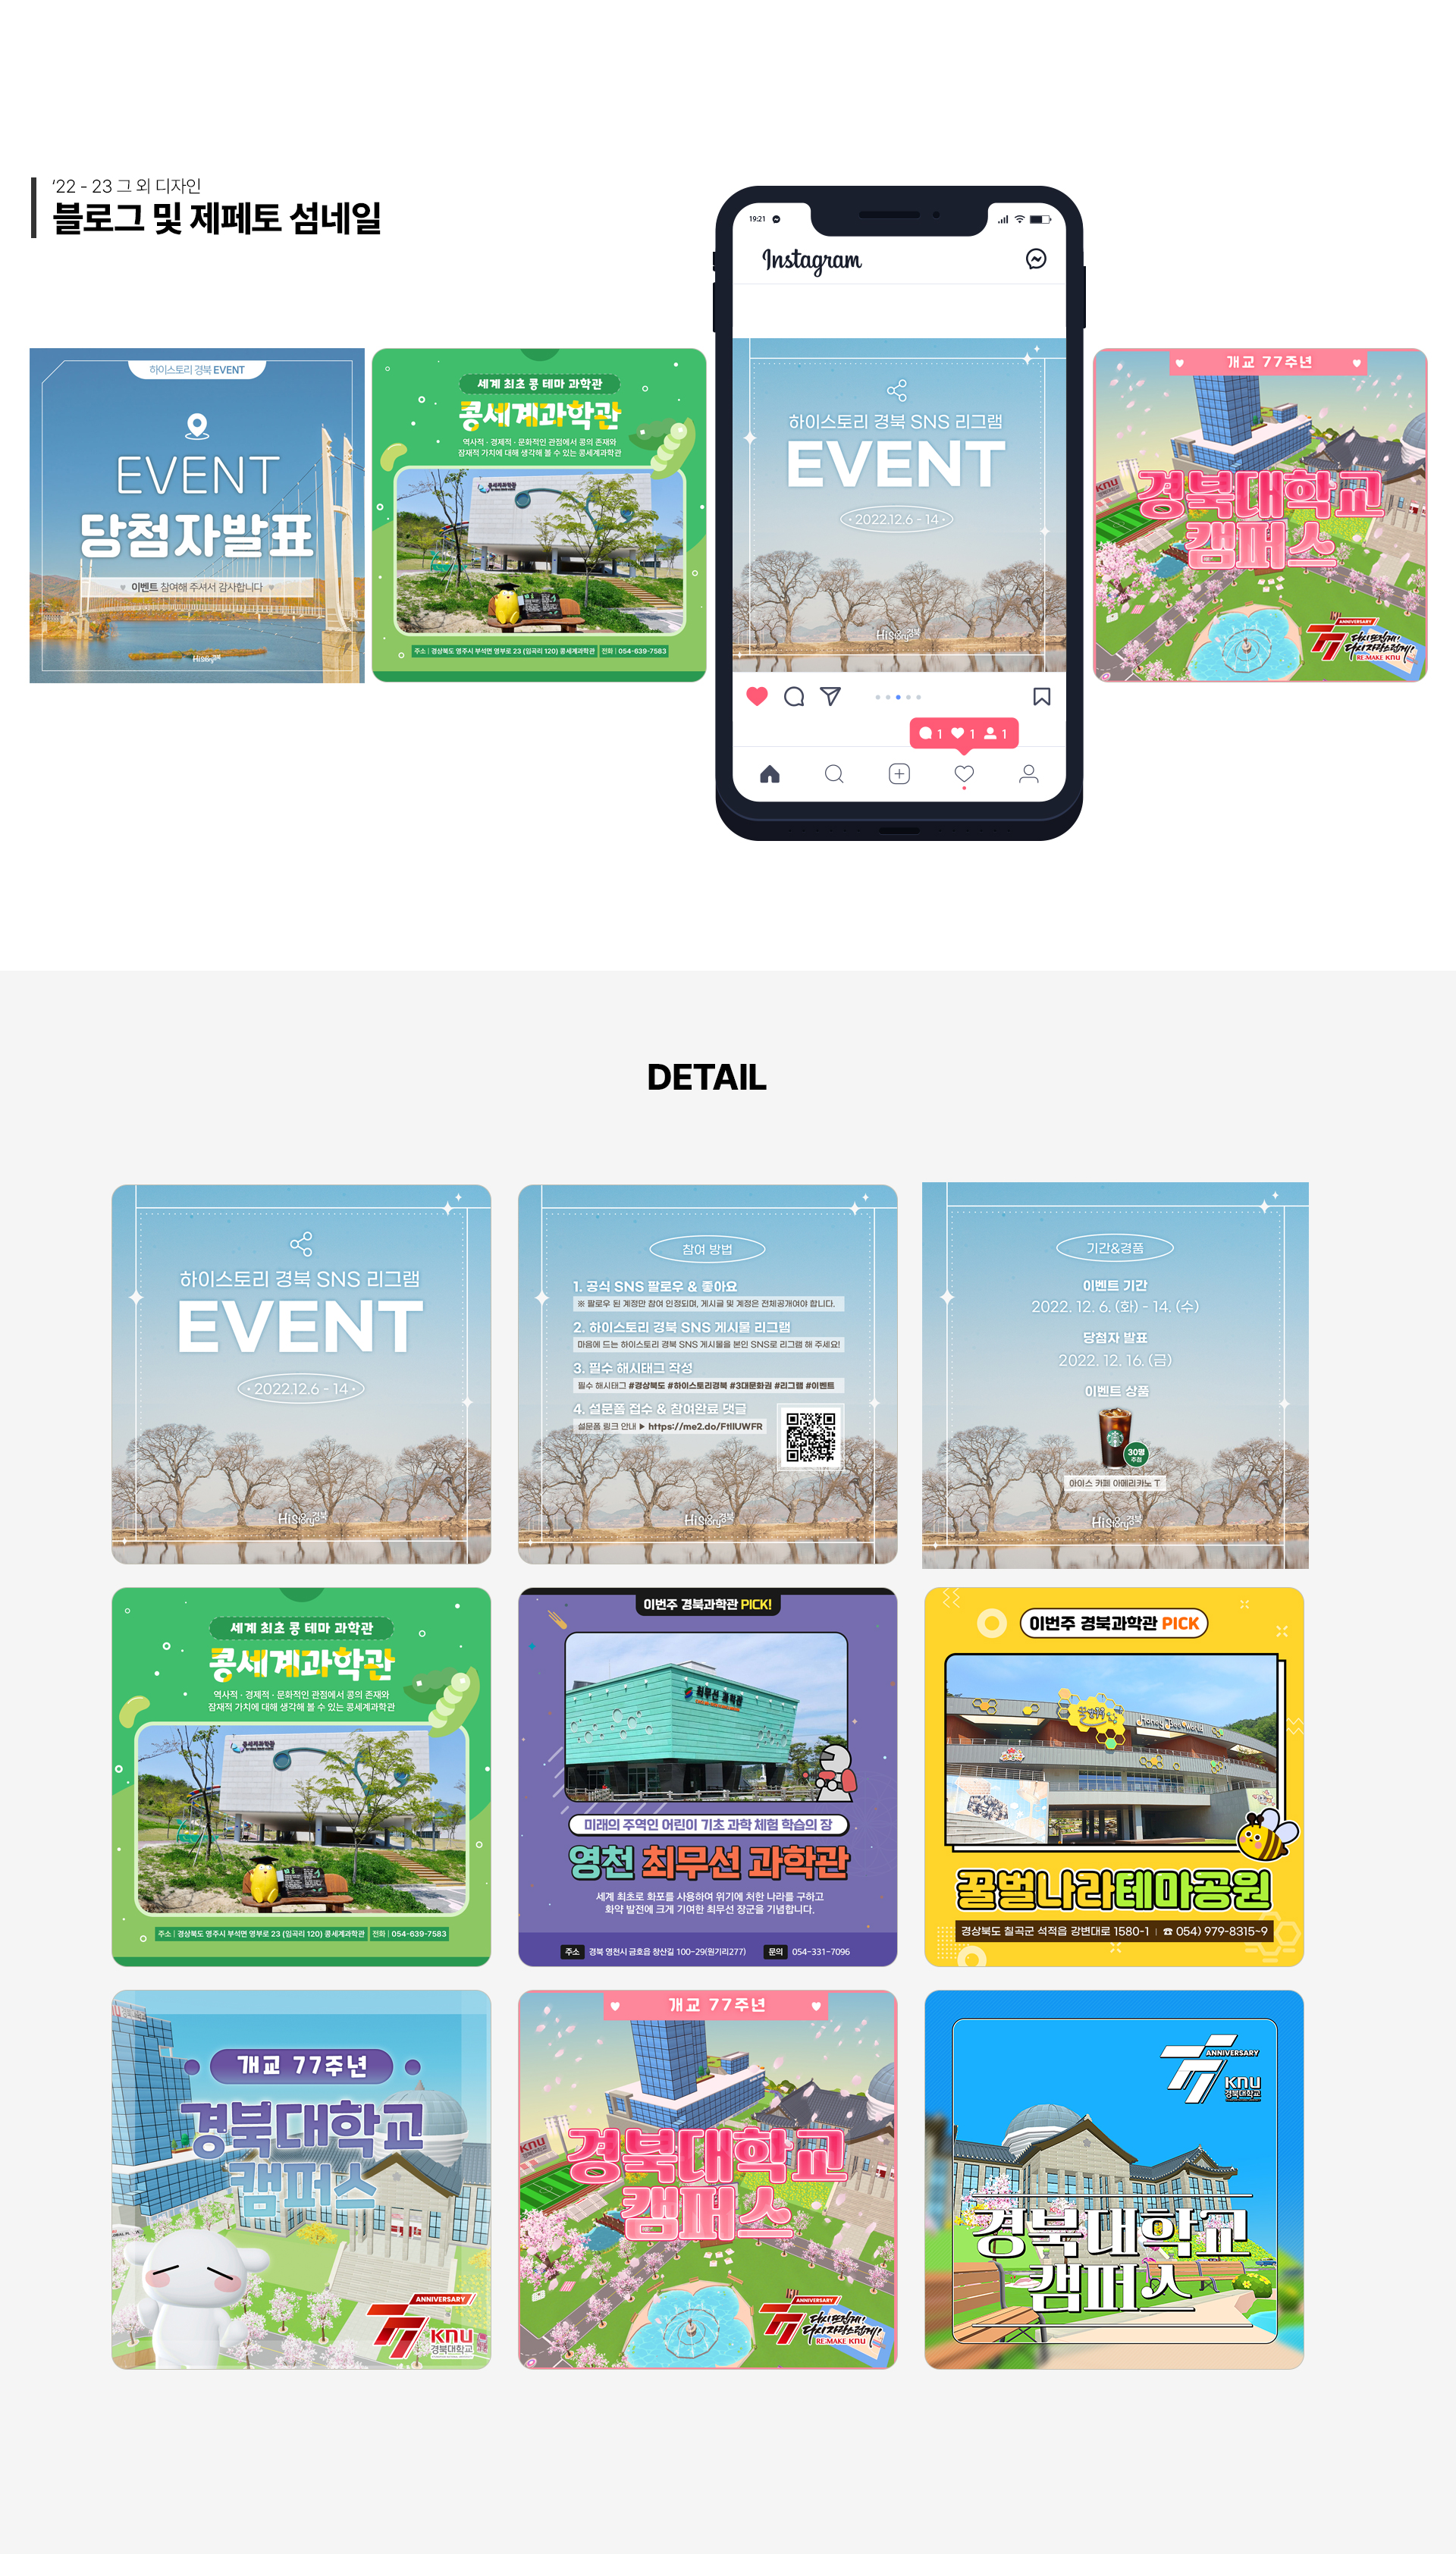 ‘22 - 23 그 외 디자인
블로그 및 제페토 섬네일
하이스토리 경북 EVENT
EVENT
당첨자발표
♥ 이벤트 참여해 주셔서 감사합니다 ♥
HiStory경북
세계 최초 콩 테마 과학관
콩세계과학관
역사적 · 경제적 · 문화적인 관점에서 콩의 존재와
잠재적 가치에 대해 생각해 볼 수 있는 콩세계과학관
콩세계과학관
주소 | 경상북도 영주시 부석면 영부로 23 (임곡리 120) 콩세계과학관 전화 | 054-639-7583
19:21
Instagram
하이스토리 경북 SNS 리그램
EVENT
• 2022.12.6 - 14 •
HiStory경북
1 1 1
개교 77주년
KNU
경북대학교
캠퍼스
ANNIVERSARY
다시 뜨겁게!
다시 자랑스럽게!
RE:MAKE KNU
DETAIL
하이스토리 경북 SNS 리그램
EVENT
• 2022.12.6 - 14 •
HiStory경북
참여 방법
1. 공식 SNS 팔로우 & 좋아요
※ 팔로우 된 계정만 참여 인정되며, 게시글 및 계정은 전체공개여야 합니다.
2. 하이스토리 경북 SNS 게시물 리그램
마음에 드는 하이스토리 경북 SNS 게시물을 본인 SNS로 리그램 해 주세요!
3. 필수 해시태그 작성
필수 해시태그 #경상북도 #하이스토리경북 #3대문화권 #리그램 #이벤트
4. 설문폼 접수 & 참여완료 댓글
설문폼 링크 안내 ▶ https://me2.do/FtllUWFR
HiStory경북
기간&경품
이벤트 기간
2022. 12. 6. (화) - 14. (수)
당첨자 발표
2022. 12. 16. (금)
이벤트 상품
30명
추첨
아이스 카페 아메리카노 T
HiStory경북
세계 최초 콩 테마 과학관
콩세계과학관
역사적 · 경제적 · 문화적인 관점에서 콩의 존재와
잠재적 가치에 대해 생각해 볼 수 있는 콩세계과학관
콩세계과학관
주소 | 경상북도 영주시 부석면 영부로 23 (임곡리 120) 콩세계과학관 전화 | 054-639-7583
이번주 경북과학관 PICK!
최무선 과학관
미래의 주역인 어린이 기초 과학 체험 학습의 장
영천 최무선 과학관
세계 최초로 화포를 사용하여 위기에 처한 나라를 구하고
화약 발전에 크게 기여한 최무선 장군을 기념합니다.
주소 경북 영천시 금호읍 창산길 100-29(원기리277) 문의 054-331-7096
이번주 경북과학관 PICK
Honey Bee World
꿀벌나라테마공원
경상북도 칠곡군 석적읍 강변대로 1580-1 | ☎ 054) 979-8315~9
개교 77주년
경북대학교
캠퍼스
ANNIVERSARY
KNU
경북대학교
개교 77주년
KNU
경북대학교
캠퍼스
ANNIVERSARY
다시 뜨겁게!
다시 자랑스럽게!
RE:MAKE KNU
ANNIVERSARY
KNU
경북대학교
경북대학교
캠퍼스